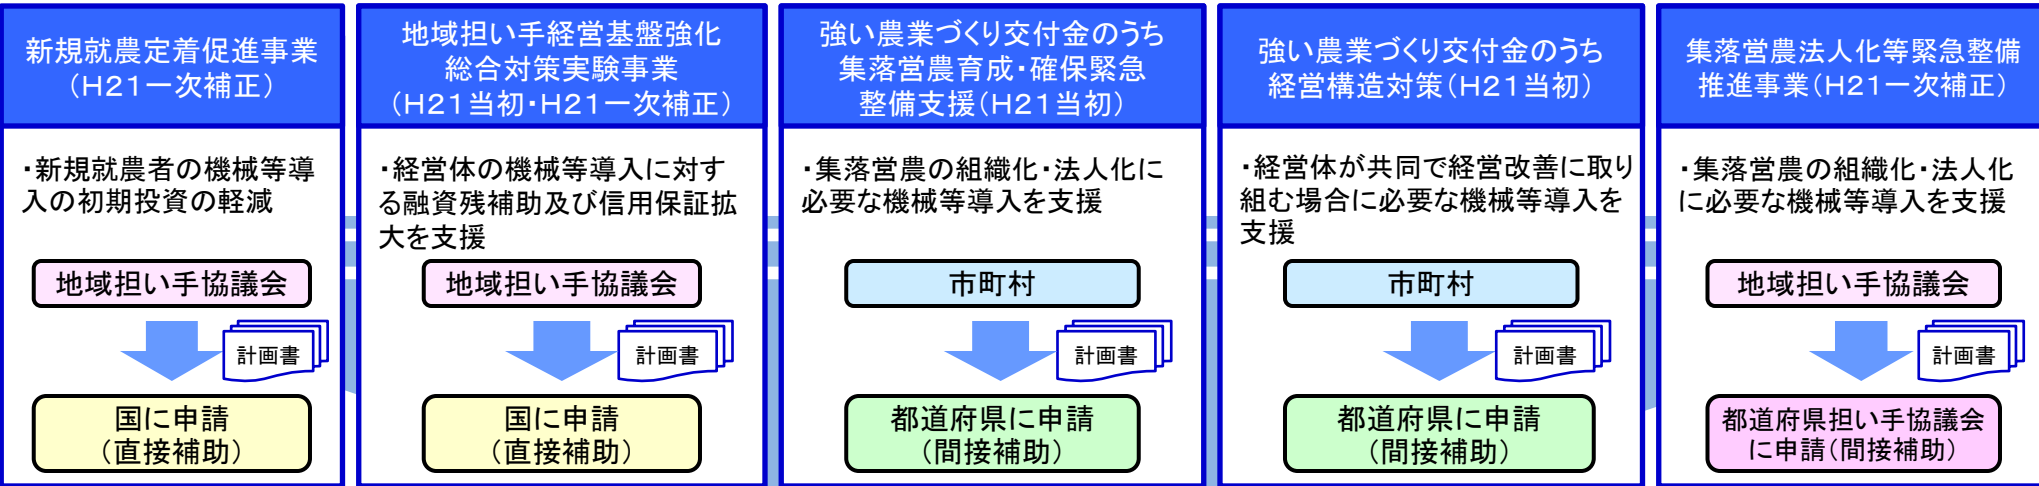 新規就農定着促進事業
(H21一次補正)
・新規就農者の機械等導
入の初期投資の軽減
地域担い手協議会
計画書
国に申請
(直接補助)
地域担い手経営基盤強化
総合対策実験事業
(H21当初・H21一次補正)
・経営体の機械等導入に対す
る融資残補助及び信用保証拡
大を支援
地域担い手協議会
計画書
国に申請
(直接補助)
強い農業づくり交付金のうち
集落営農育成・確保緊急
整備支援(H21当初)
・集落営農の組織化・法人化に
必要な機械等導入を支援
市町村
計画書
都道府県に申請
(間接補助)
強い農業づくり交付金のうち
経営構造対策(H21当初)
・経営体が共同で経営改善に取り
組む場合に必要な機械等導入を
支援
市町村
計画書
都道府県に申請
(間接補助)
集落営農法人化等緊急整備
推進事業(H21一次補正)
・集落営農の組織化・法人化
に必要な機械等導入を支援
地域担い手協議会
計画書
都道府県担い手協議会
に申請(間接補助)